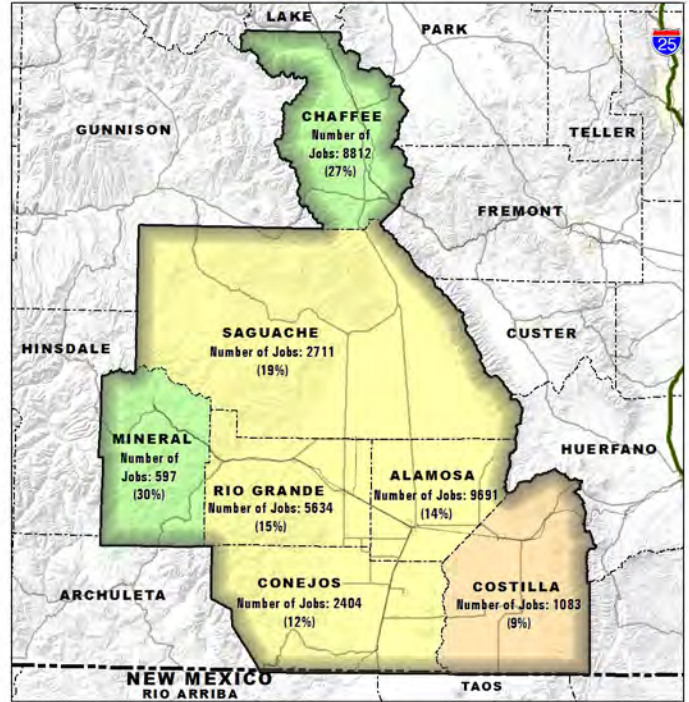 LAKE
PARK
25
CHAFFEE
Number of
Jobs: 8812
(27%)
GUNNISON
TELLER
FREMONT
SAGUACHE
Number of Jobs: 2711
(19%)
CUSTER
HINSDALE
MINERAL
Number of
Jobs: 597
(30%)
HUERFANO
ALAMOSA
Number of Jobs: 9691
(14%)
RIO GRANDE
Number of Jobs: 5634
(15%)
CONEJOS
Number of Jobs: 2404
(12%)
COSTILLA
Number of Jobs: 1083
(9%)
ARCHULETA
NEW MEXICO
RIO ARRIBA
TAOS